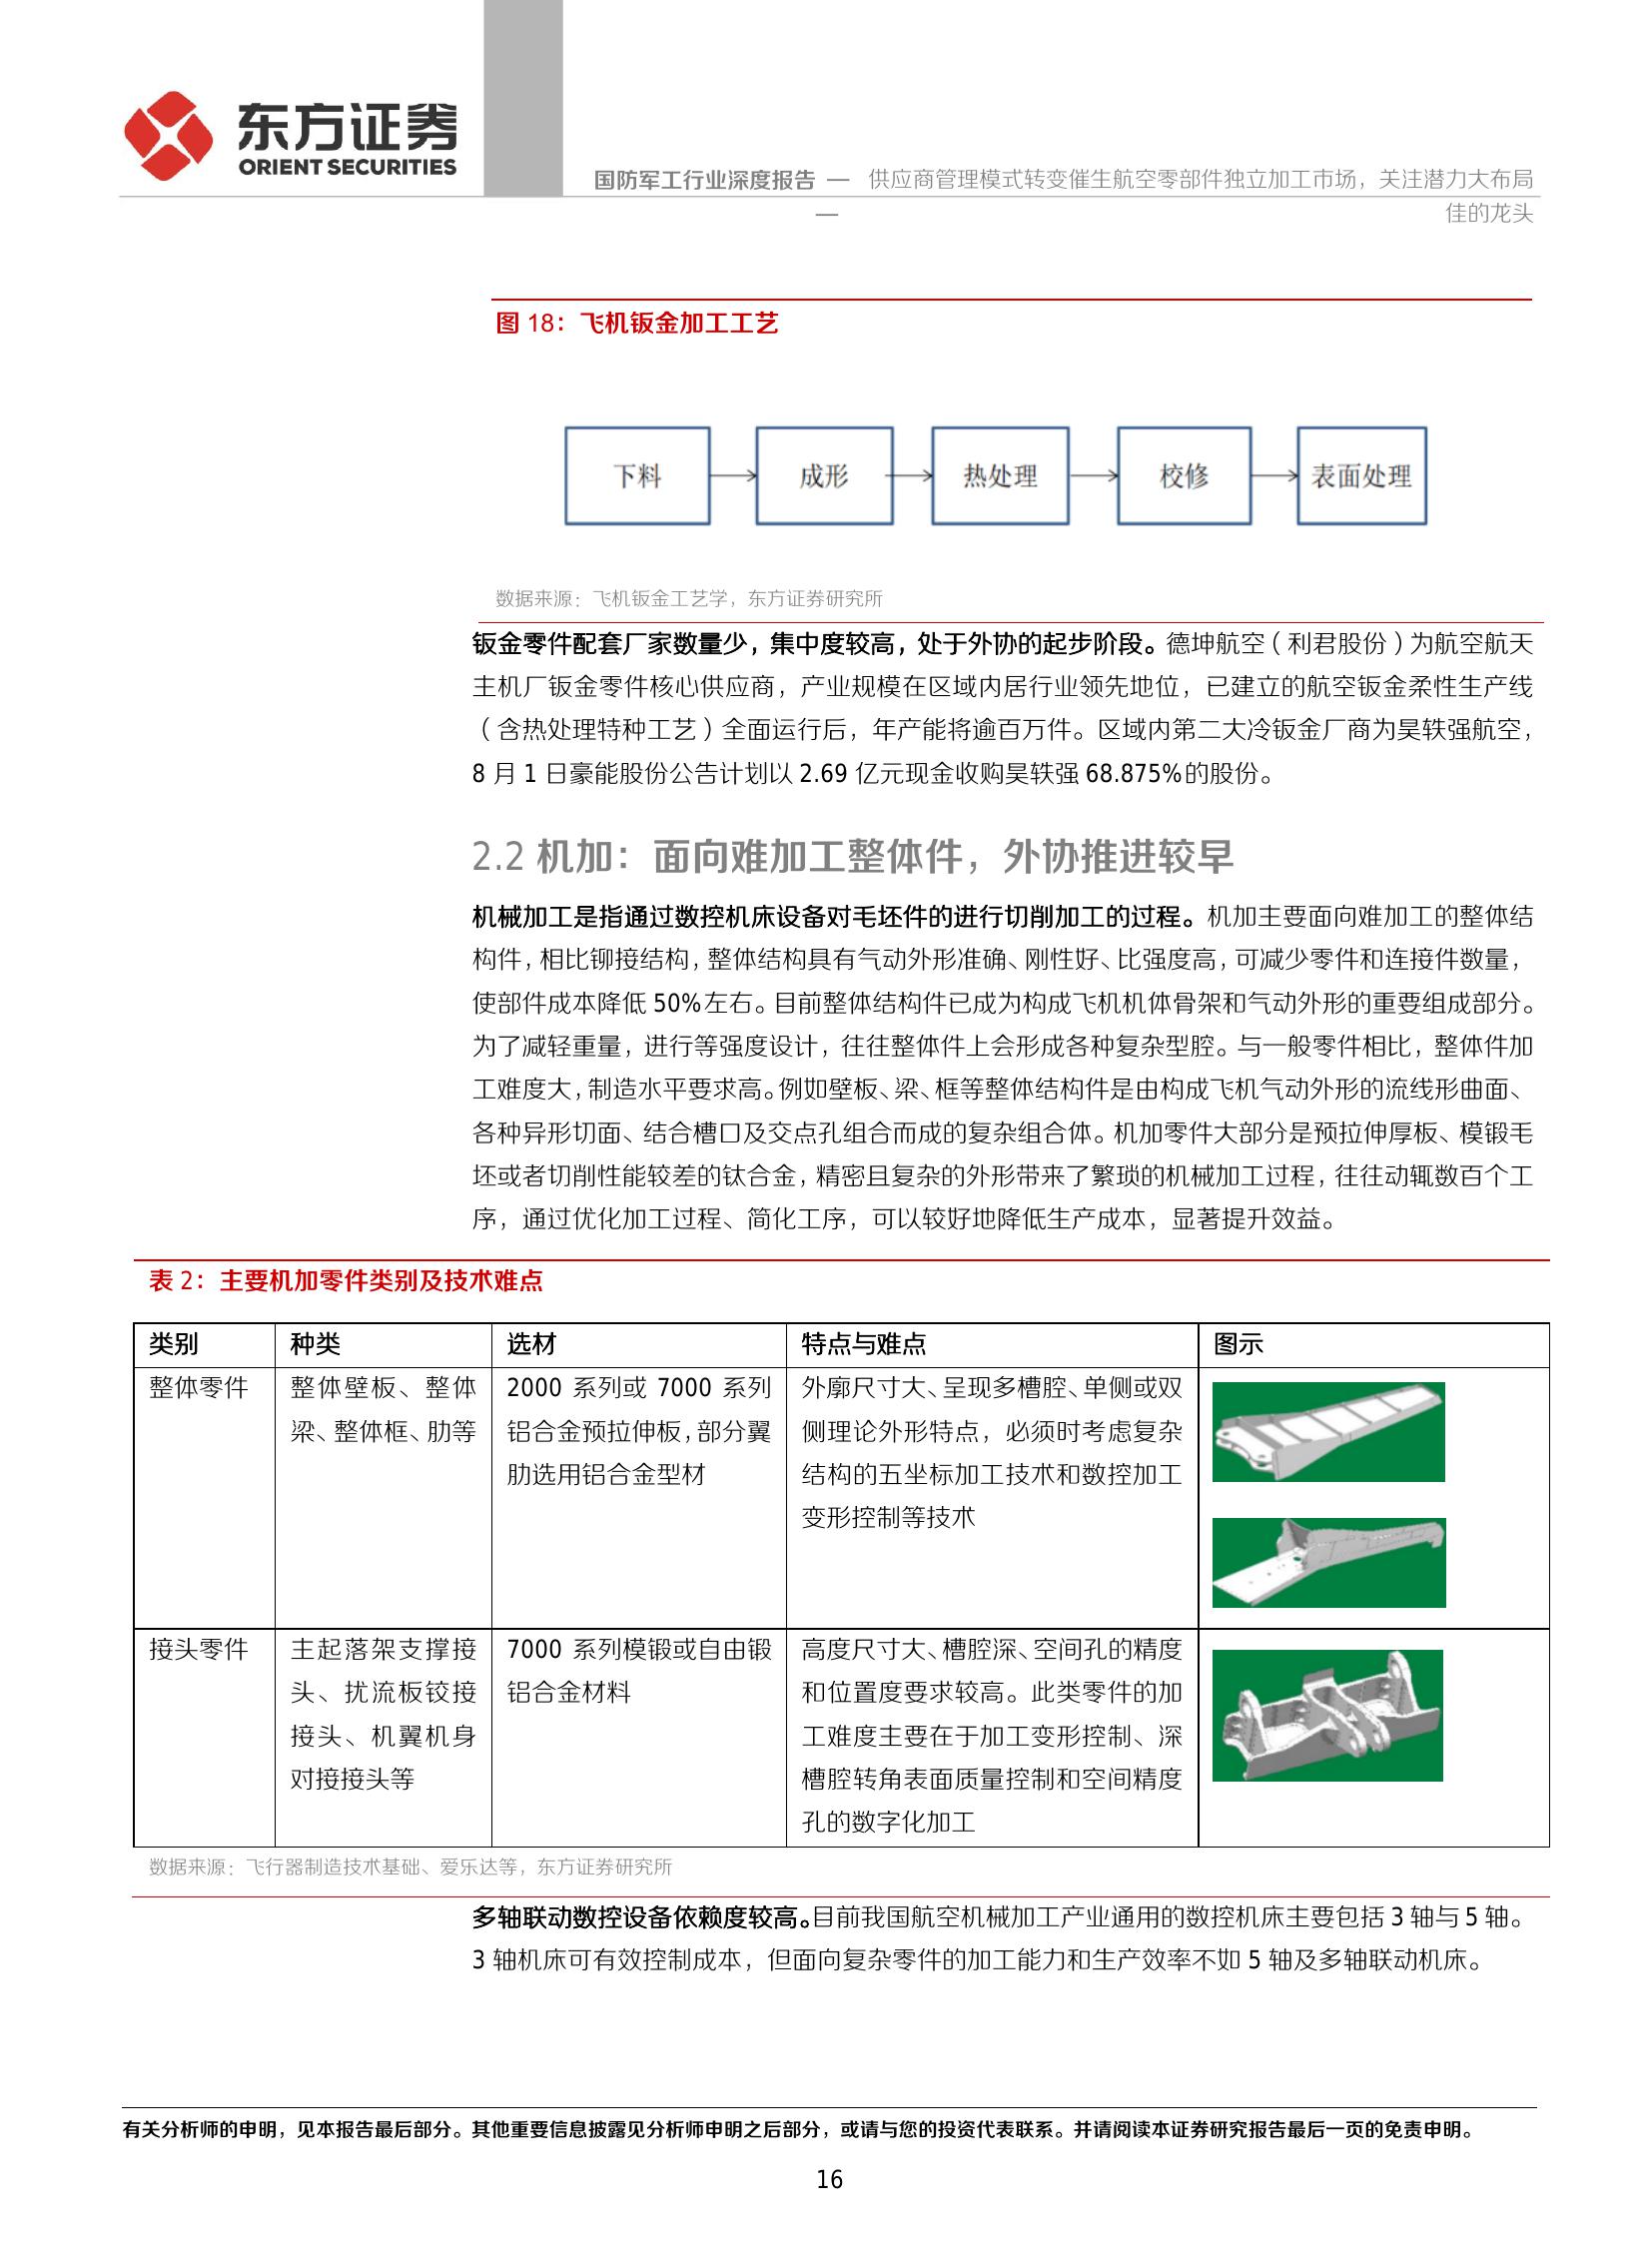 东方证券
ORIENT SECURITIES
国防军工行业深度报告 —— 供应商管理模式转变催生航空零部件独立加工市场，关注潜力大布局
佳的龙头
图 18：飞机钣金加工工艺
下料 成形 热处理 校修 表面处理
数据来源：飞机钣金工艺学，东方证券研究所
钣金零件配套厂家数量少，集中度较高，处于外协的起步阶段。德坤航空（利君股份）为航空航天
主机厂钣金零件核心供应商，产业规模在区域内居行业领先地位，已建立的航空钣金柔性生产线
（含热处理特种工艺）全面运行后，年产能将逾百万件。区域内第二大冷钣金厂商为昊轶强航空，
8 月 1 日豪能股份公告计划以 2.69 亿元现金收购昊轶强 68.875%的股份。
2.2 机加：面向难加工整体件，外协推进较早
机械加工是指通过数控机床设备对毛坯件的进行切削加工的过程。机加主要面向难加工的整体结
构件，相比铆接结构，整体结构具有气动外形准确、刚性好、比强度高，可减少零件和连接件数量，
使部件成本降低 50%左右。目前整体结构件已成为构成飞机机体骨架和气动外形的重要组成部分。
为了减轻重量，进行等强度设计，往往整体件上会形成各种复杂型腔。与一般零件相比，整体件加
工难度大，制造水平要求高。例如壁板、梁、框等整体结构件是由构成飞机气动外形的流线形曲面、
各种异形切面、结合槽口及交点孔组合而成的复杂组合体。机加零件大部分是预拉伸厚板、模锻毛
坯或者切削性能较差的钛合金，精密且复杂的外形带来了繁琐的机械加工过程，往往动辄数百个工
序，通过优化加工过程、简化工序，可以较好地降低生产成本，显著提升效益。
表 2：主要机加零件类别及技术难点
类别 种类 选材 特点与难点 图示
整体零件 整体壁板、整体 2000 系列或 7000 系列 外廓尺寸大、呈现多槽腔、单侧或双
梁、整体框、肋等 铝合金预拉伸板，部分翼 侧理论外形特点，必须时考虑复杂
肋选用铝合金型材 结构的五坐标加工技术和数控加工
变形控制等技术
接头零件 主起落架支撑接 7000 系列模锻或自由锻 高度尺寸大、槽腔深、空间孔的精度
头、扰流板铰接 铝合金材料 和位置度要求较高。此类零件的加
接头、机翼机身 工难度主要在于加工变形控制、深
对接接头等 槽腔转角表面质量控制和空间精度
孔的数字化加工
数据来源：飞行器制造技术基础、爱乐达等，东方证券研究所
多轴联动数控设备依赖度较高。目前我国航空机械加工产业通用的数控机床主要包括 3 轴与 5 轴。
3 轴机床可有效控制成本，但面向复杂零件的加工能力和生产效率不如 5 轴及多轴联动机床。
有关分析师的申明，见本报告最后部分。其他重要信息披露见分析师申明之后部分，或请与您的投资代表联系。并请阅读本证券研究报告最后一页的免责申明。
16